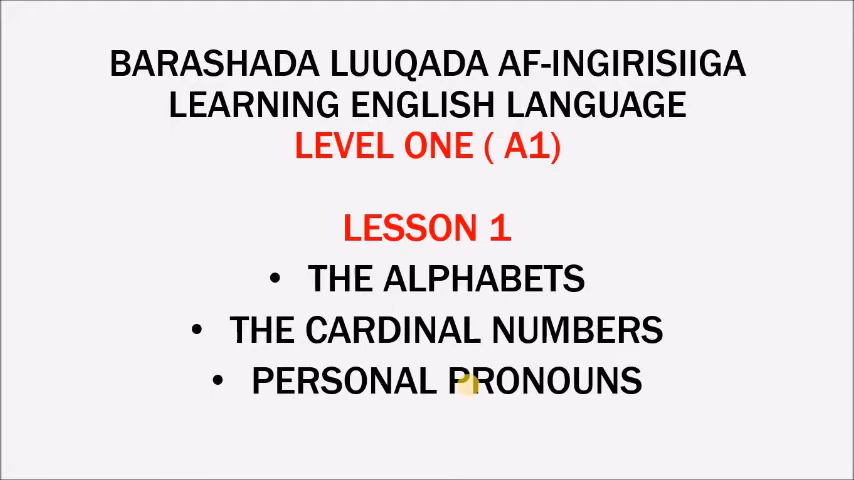 BARASHADA LUUQADA AF-INGIRISIIGA
LEARNING ENGLISH LANGUAGE
LEVEL ONE ( A1)
LESSON 1
• THE ALPHABETS
• THE CARDINAL NUMBERS
• PERSONAL PRONOUNS